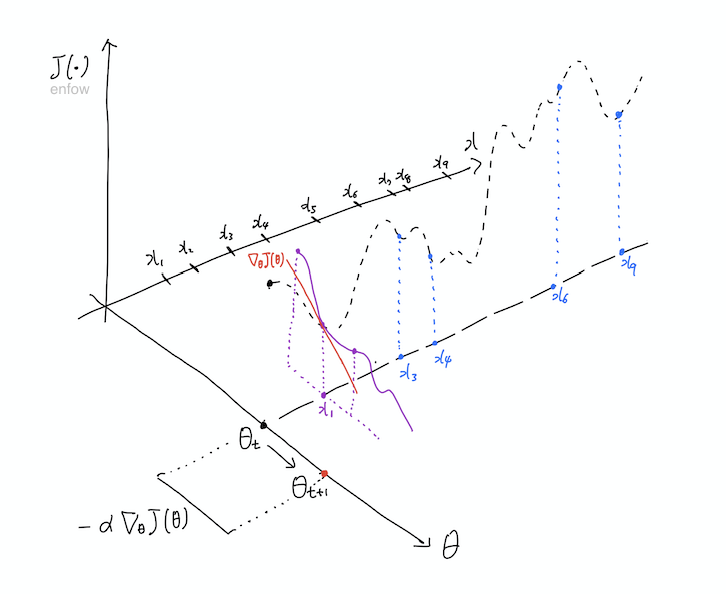 J(·)
enfow
x
x₁ x₂ x₃ x₄ x₅ x₆ x₇ x₈ x₉
∇θJ(θ)
x₆
x₉
x₃
x₄
x₁
θt
θt+1
-α ∇θJ(θ)
θ